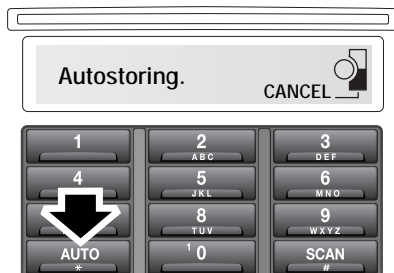 Autostoring.
CANCEL
1 2 3
ABC DEF
4 5 6
JKL MNO
8 9
TUV WXYZ
AUTO 1 0 SCAN
* #